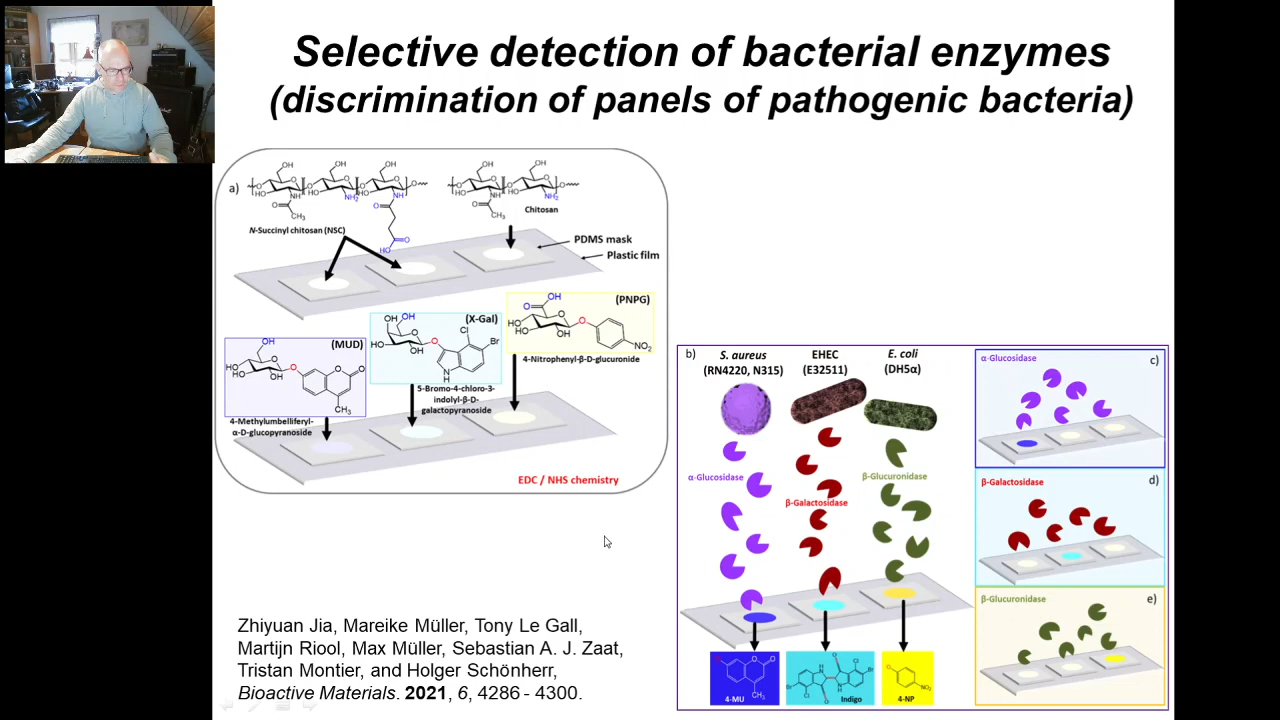 Selective detection of bacterial enzymes
(discrimination of panels of pathogenic bacteria)
a)
N-Succinyl chitosan (NSC)
Chitosan
PDMS mask
Plastic film
(MUD)
4-Methylumbelliferyl-
α-D-glucopyranoside
(X-Gal)
5-Bromo-4-chloro-3-
indolyl-β-D-
galactopyranoside
(PNPG)
4-Nitrophenyl-β-D-glucuronide
EDC / NHS chemistry
b)
S. aureus
(RN4220, N315)
EHEC
(E32511)
E. coli
(DH5α)
α-Glucosidase
β-Galactosidase
β-Glucuronidase
4-MU
Indigo
4-NP
c)
α-Glucosidase
d)
β-Galactosidase
e)
β-Glucuronidase
Zhiyuan Jia, Mareike Müller, Tony Le Gall,
Martijn Riool, Max Müller, Sebastian A. J. Zaat,
Tristan Montier, and Holger Schönherr,
Bioactive Materials. 2021, 6, 4286 - 4300.